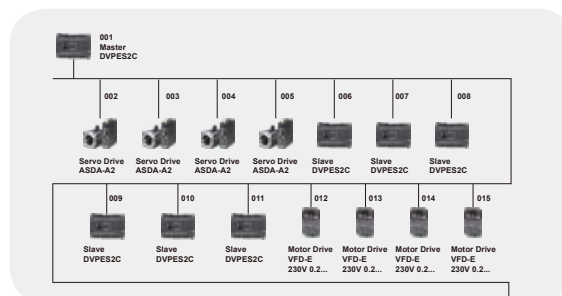 001
Master
DVPES2C
002 003 004 005 006 007 008
Servo Drive Servo Drive Servo Drive Servo Drive Slave Slave Slave
ASDA-A2 ASDA-A2 ASDA-A2 ASDA-A2 DVPES2C DVPES2C DVPES2C
009 010 011 012 013 014 015
Slave Slave Slave Motor Drive Motor Drive Motor Drive Motor Drive
DVPES2C DVPES2C DVPES2C VFD-E VFD-E VFD-E VFD-E
230V 0.2... 230V 0.2... 230V 0.2... 230V 0.2...